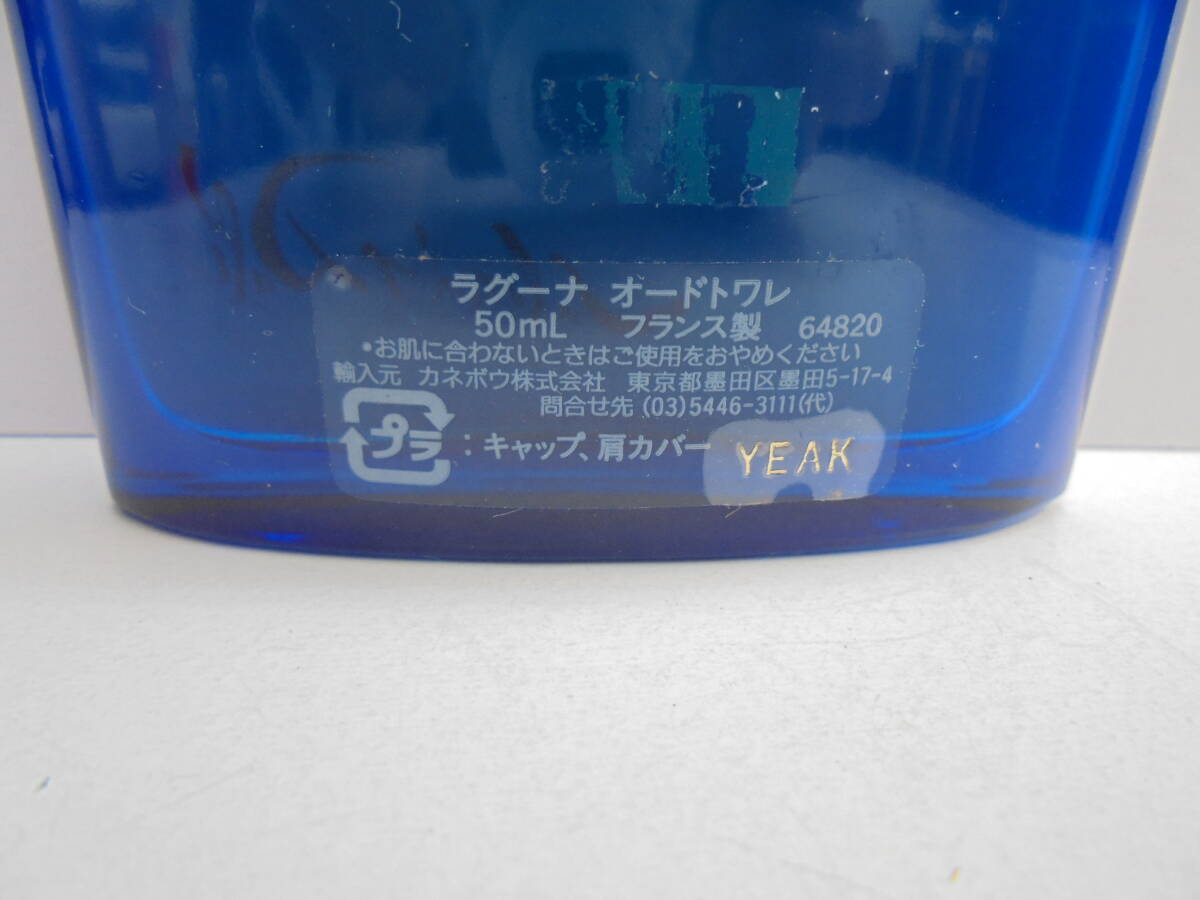 ラグーナ オードトワレ
50mL フランス製 64820
•お肌に合わないときはご使用をおやめください
輸入元 カネボウ株式会社 東京都墨田区墨田5-17-4
問合せ先 (03)5446-3111(代)
プラ :キャップ、肩カバー YEAK